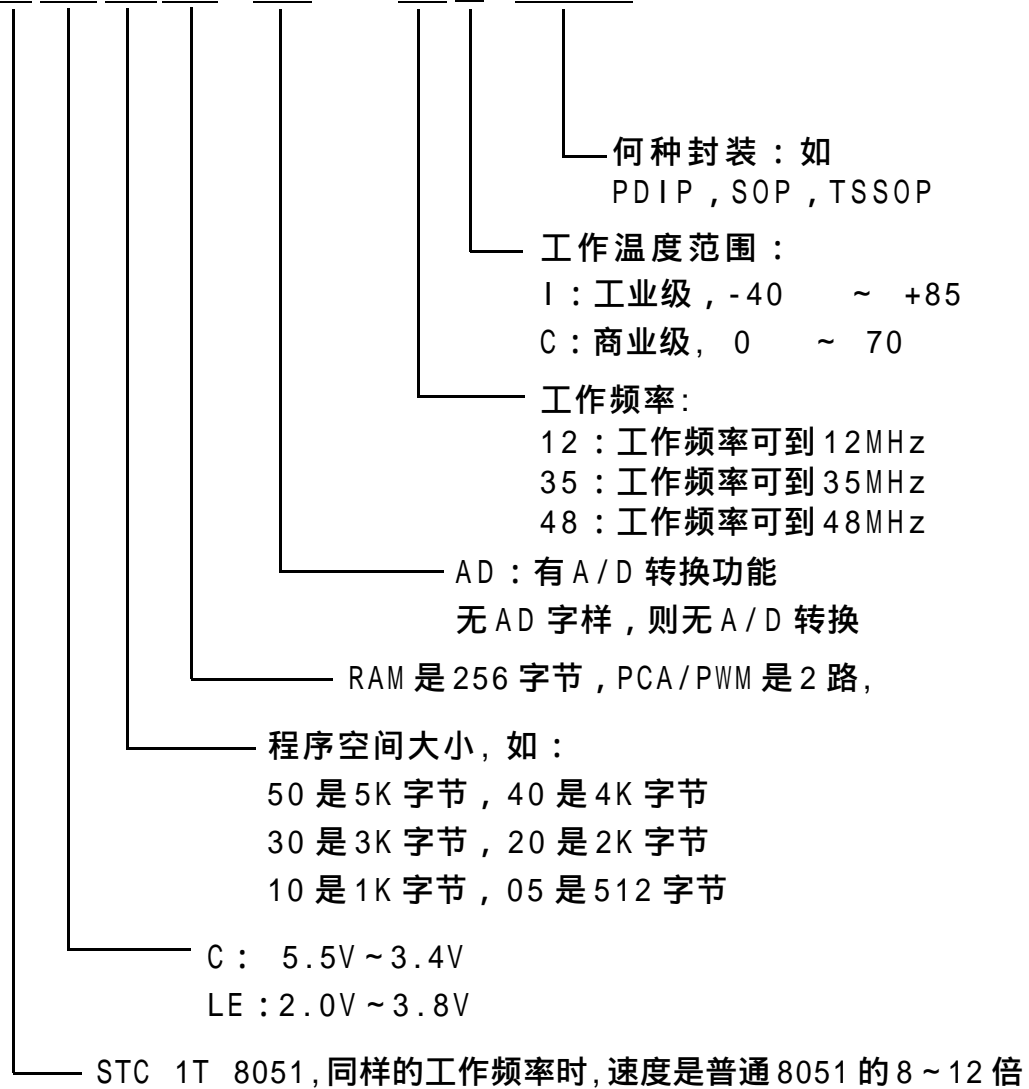 何种封装：如
PDIP，SOP，TSSOP
工作温度范围：
I：工业级，-40 ~ +85
C：商业级, 0 ~ 70
工作频率:
12：工作频率可到12MHz
35：工作频率可到35MHz
48：工作频率可到48MHz
AD：有A/D转换功能
无AD字样，则无A/D转换
RAM是256字节，PCA/PWM是2路,
程序空间大小, 如：
50是5K字节，40是4K字节
30是3K字节，20是2K字节
10是1K字节，05是512字节
C： 5.5V~3.4V
LE：2.0V~3.8V
STC 1T 8051,同样的工作频率时,速度是普通8051的8~12倍